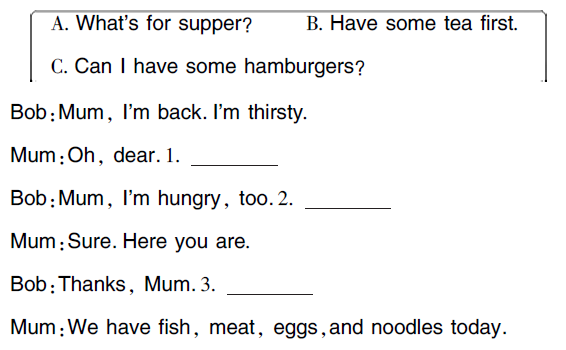 A. What's for supper? B. Have some tea first.
C. Can I have some hamburgers?
Bob:Mum, I'm back. I'm thirsty.
Mum:Oh, dear. 1. ________
Bob:Mum, I'm hungry, too. 2. ________
Mum:Sure. Here you are.
Bob:Thanks, Mum. 3. ________
Mum:We have fish, meat, eggs,and noodles today.